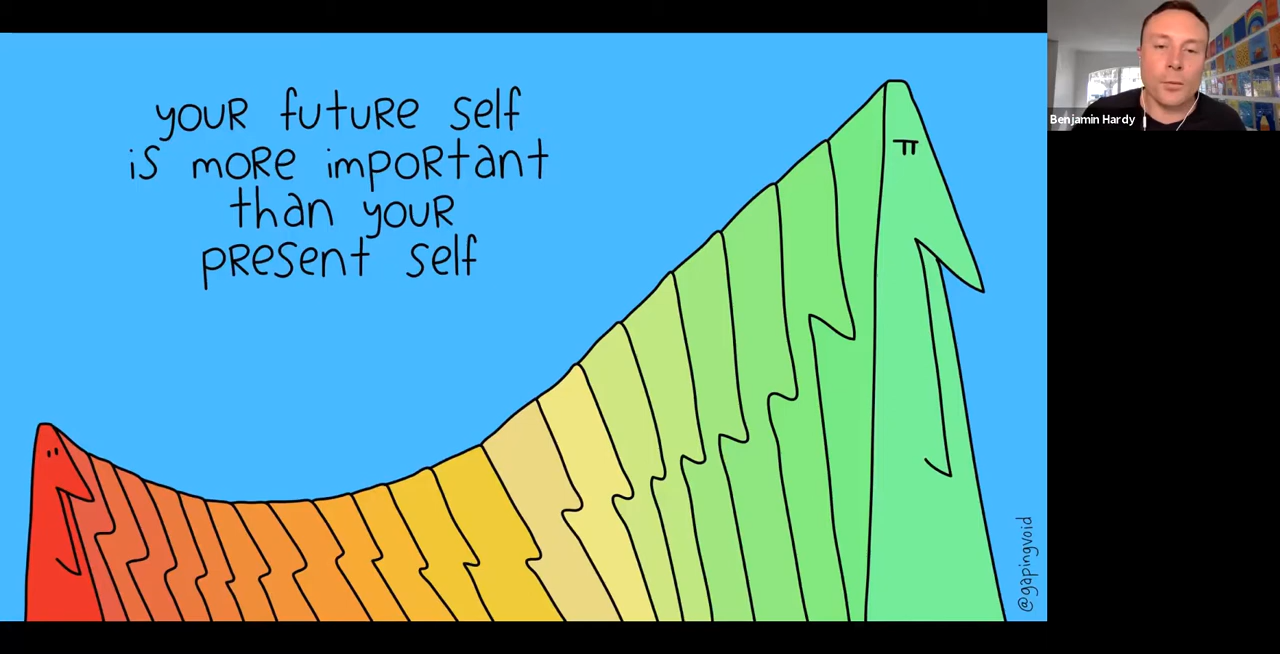 your future self
is more important
than your
present self
Benjamin Hardy
@gapingvoid